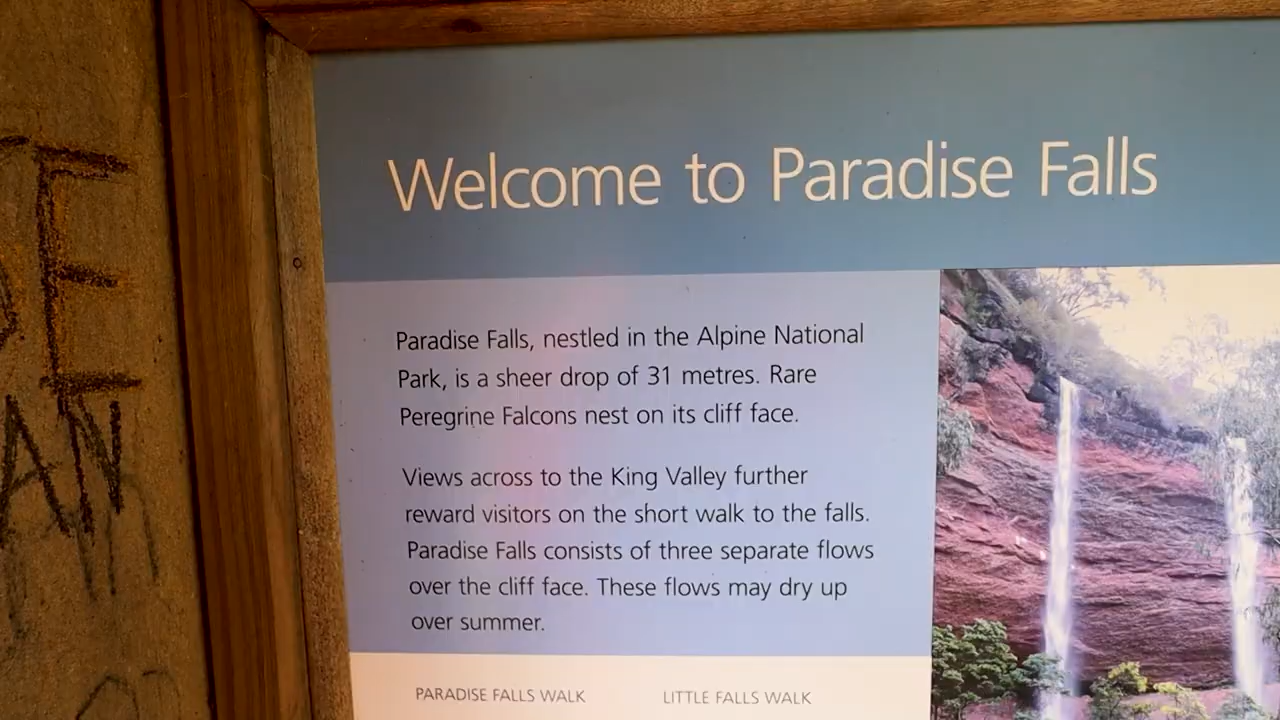 Welcome to Paradise Falls
Paradise Falls, nestled in the Alpine National
Park, is a sheer drop of 31 metres. Rare
Peregrine Falcons nest on its cliff face.
Views across to the King Valley further
reward visitors on the short walk to the falls.
Paradise Falls consists of three separate flows
over the cliff face. These flows may dry up
over summer.
PARADISE FALLS WALK
LITTLE FALLS WALK